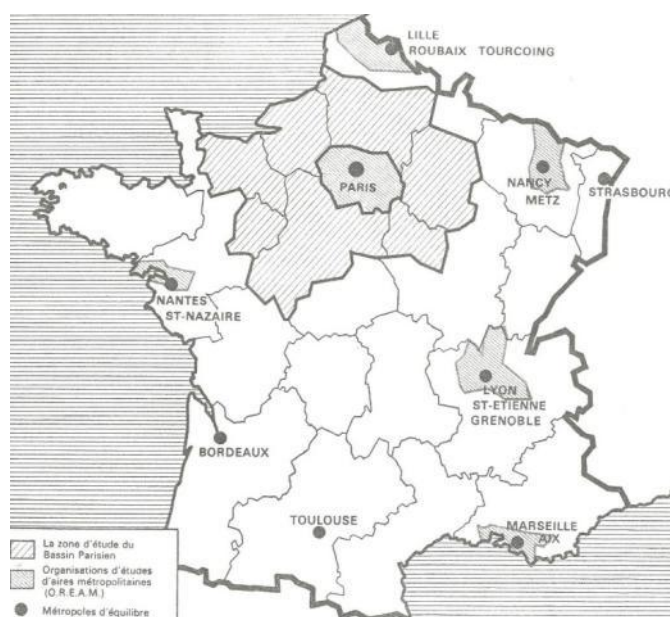 LILLE
ROUBAIX TOURCOING
PARIS
NANCY
METZ
STRASBOURG
NANTES
ST-NAZAIRE
LYON
ST-ETIENNE
GRENOBLE
BORDEAUX
TOULOUSE
MARSEILLE
AIX
La zone d'étude du
Bassin Parisien
Organisations d'études
d'aires métropolitaines
(O.R.E.A.M.)
Métropoles d'équilibre